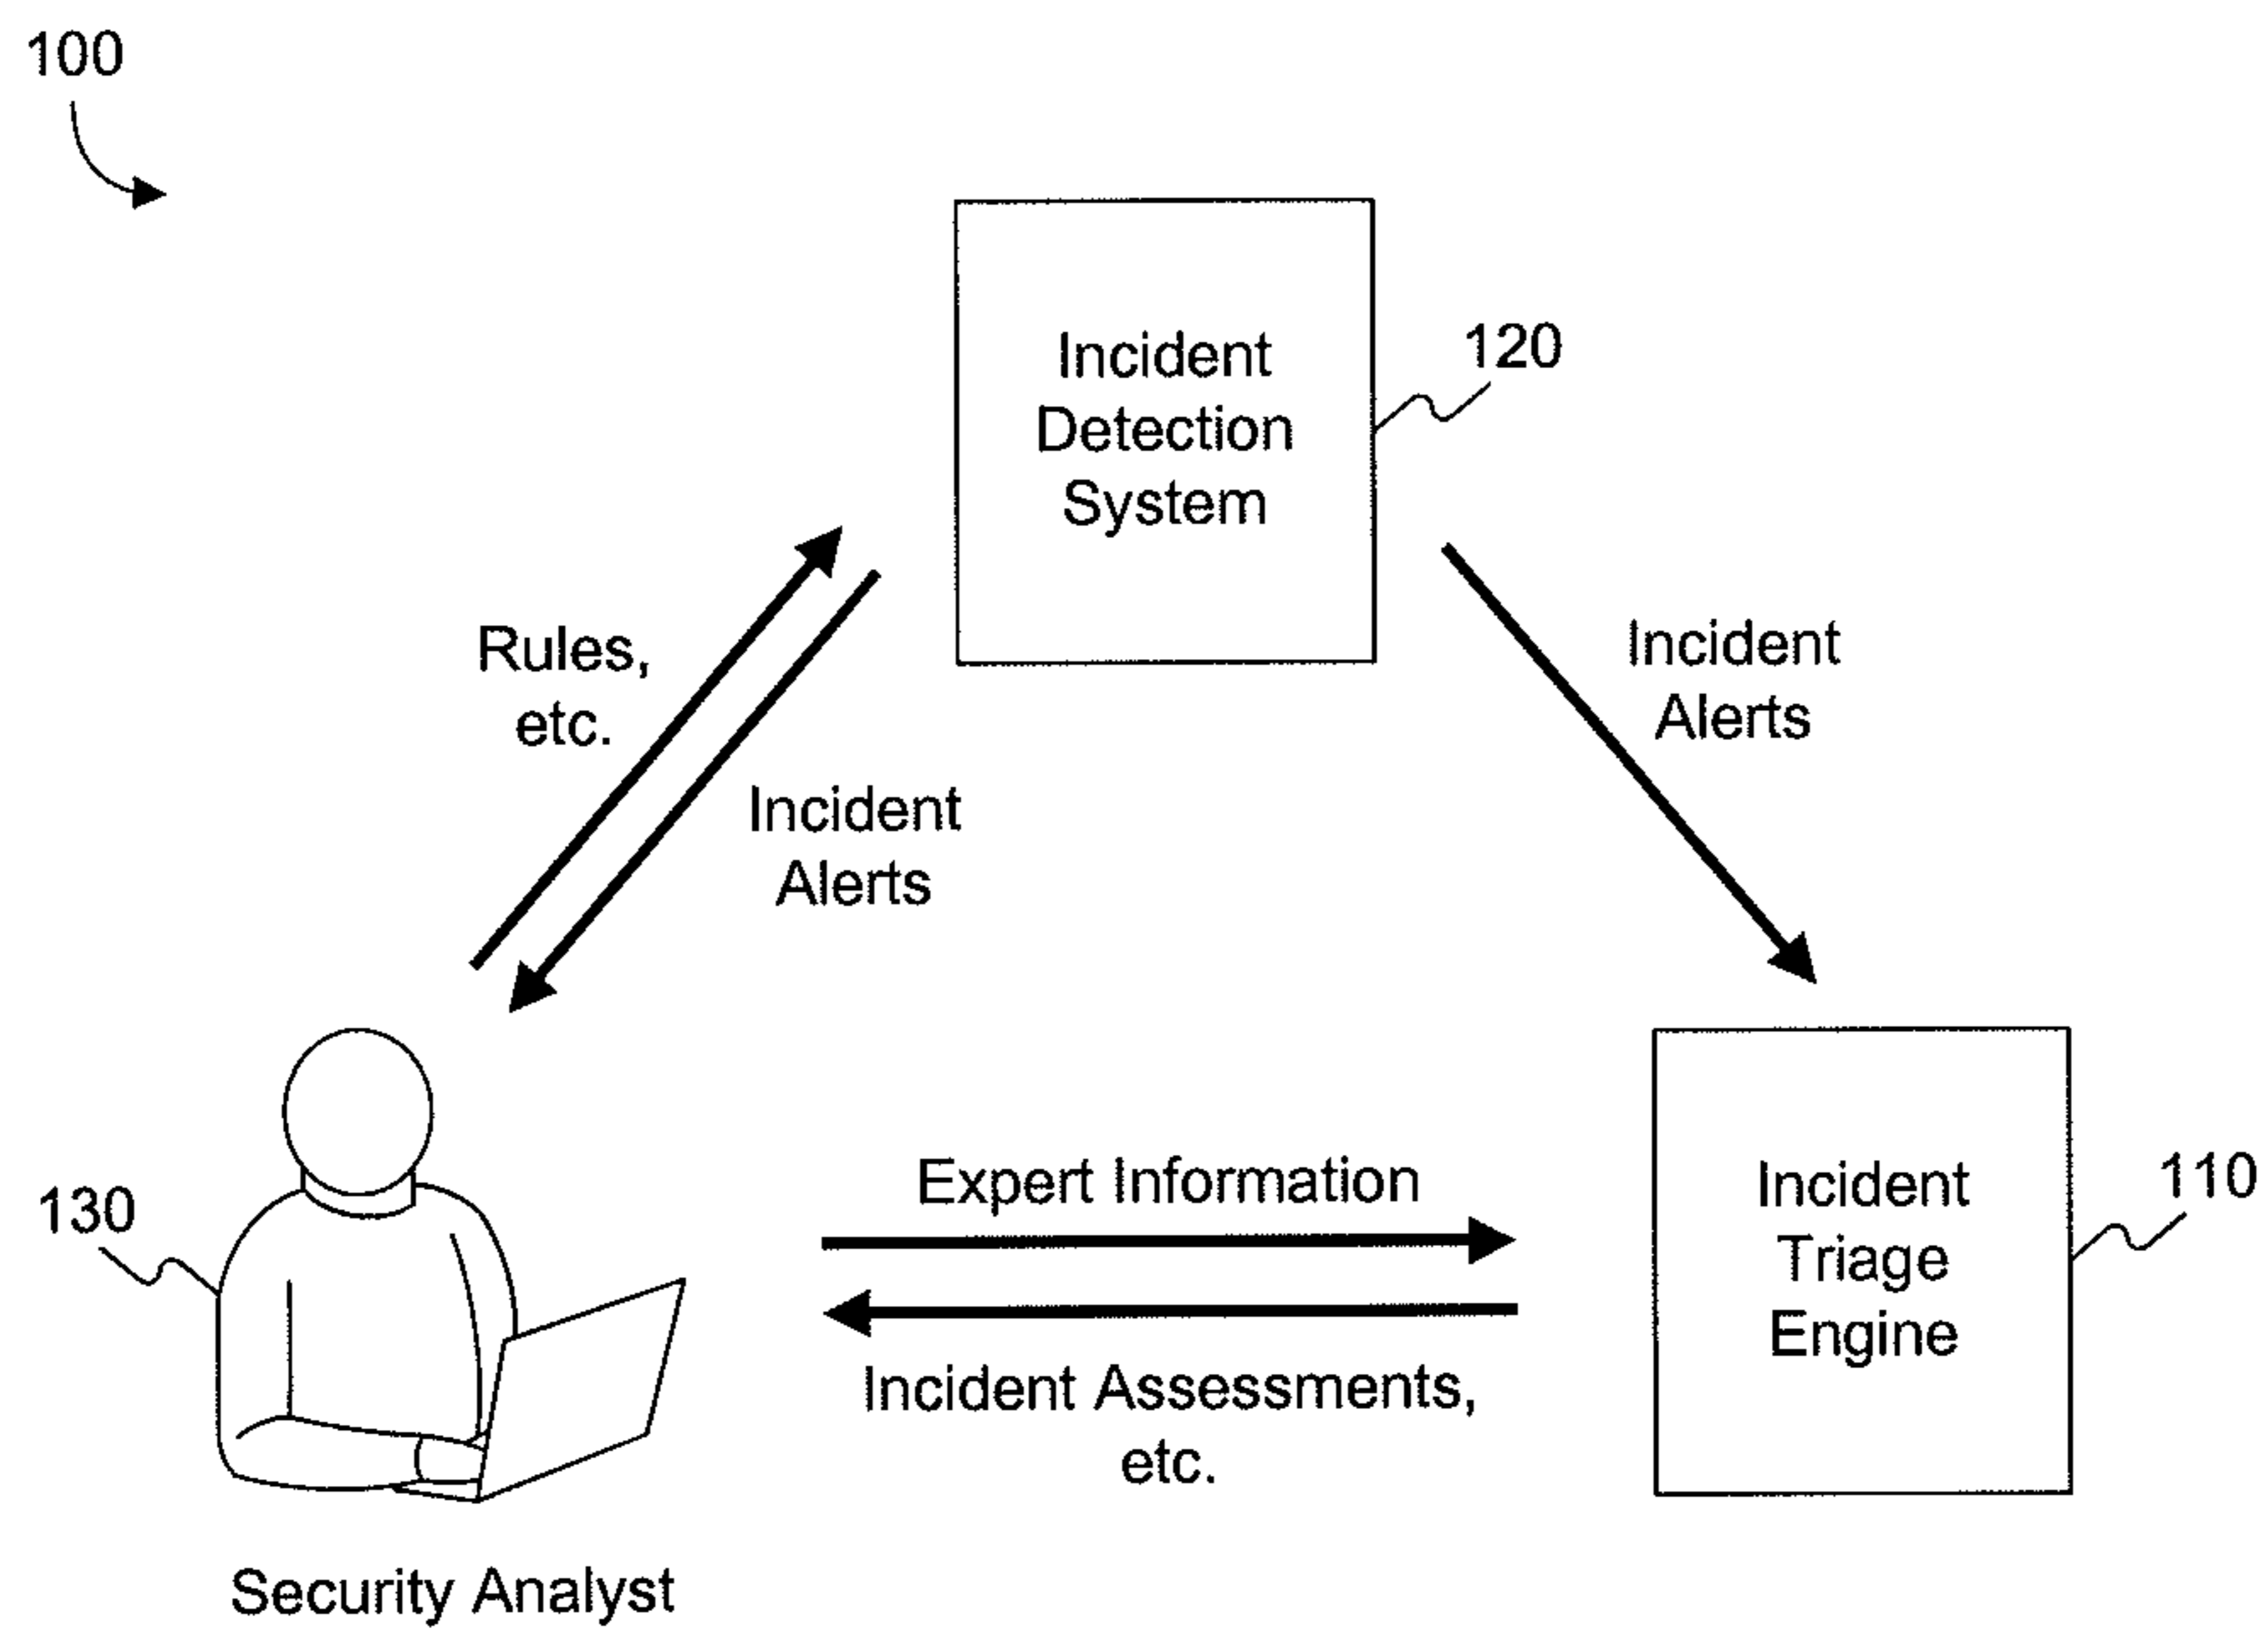 100
Incident
Detection
System
120
Rules,
etc.
Incident
Alerts
Incident
Alerts
130
Expert Information
Incident Assessments,
etc.
Incident
Triage
Engine
110
Security Analyst